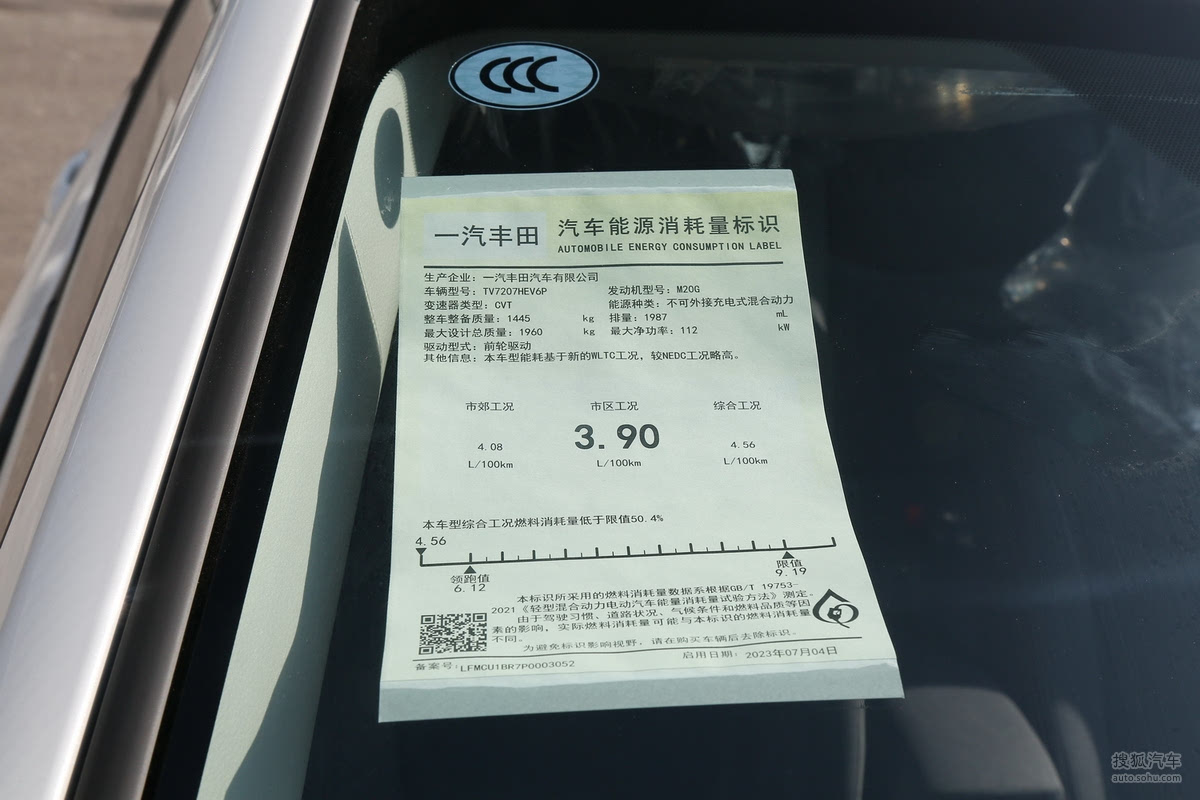 CCC
一汽丰田
汽车能源消耗量标识
AUTOMOBILE ENERGY CONSUMPTION LABEL
生产企业：一汽丰田汽车有限公司
车辆型号：TV7207HEV6P 发动机型号：M20G
变速器类型：CVT 能源种类：不可外接充电式混合动力
整车整备质量：1445 kg 排量：1987 mL
最大设计总质量：1960 kg 最大净功率：112 kW
驱动型式：前轮驱动
其他信息：本车型能耗基于新的WLTC工况，较NEDC工况略高。
市郊工况 市区工况 综合工况
4.08 3.90 4.56
L/100km L/100km L/100km
本车型综合工况燃料消耗量低于限值50.4%
4.56
领跑值 限值
6.12 9.19
本标识所采用的燃料消耗量数据系根据GB/T 19753-
2021《轻型混合动力电动汽车能量消耗量试验方法》测定。
由于驾驶习惯、道路状况、气候条件和燃料品质等因
素的影响，实际燃料消耗量可能与本标识的燃料消耗量
不同。
为避免标识影响视野，请在购买车辆后去除标识。
备案号：LFMCU1BR7P0003052 启用日期：2023年07月04日
搜狐汽车
auto.sohu.com